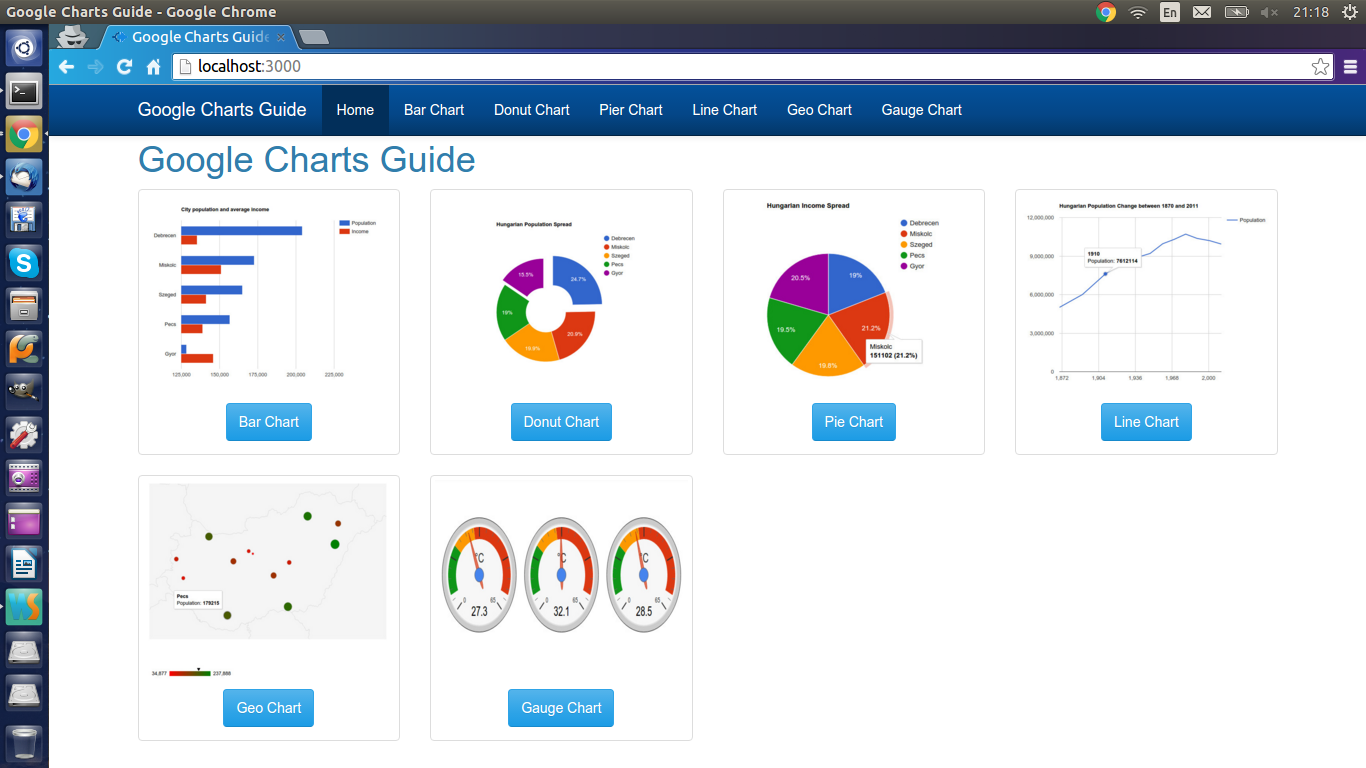 Google Charts Guide - Google Chrome
En
21:18
Google Charts Guide
localhost:3000
Google Charts Guide Home Bar Chart Donut Chart Pier Chart Line Chart Geo Chart Gauge Chart
Google Charts Guide
City population and average income
Population
Income
Debrecen
Miskolc
Szeged
Pecs
Gyor
125,000 150,000 175,000 200,000 225,000
Bar Chart
Hungarian Population Spread
Debrecen
Miskolc
Szeged
Pecs
Gyor
15.5%
24.7%
18%
20.9%
19.9%
Donut Chart
Hungarian Income Spread
Debrecen
Miskolc
Szeged
Pecs
Gyor
20.5%
19%
19.5%
21.2%
19.8%
Miskolc
151102 (21.2%)
Pie Chart
Hungarian Population Change between 1870 and 2011
Population
12,000,000
9,000,000
6,000,000
3,000,000
0
1910
Population: 7612114
1,872 1,904 1,936 1,968 2,000
Line Chart
Pecs
Population: 179215
34,877
Geo Chart
°C °C °C
0 65 0 65 0 65
27.3 32.1 28.5
Gauge Chart